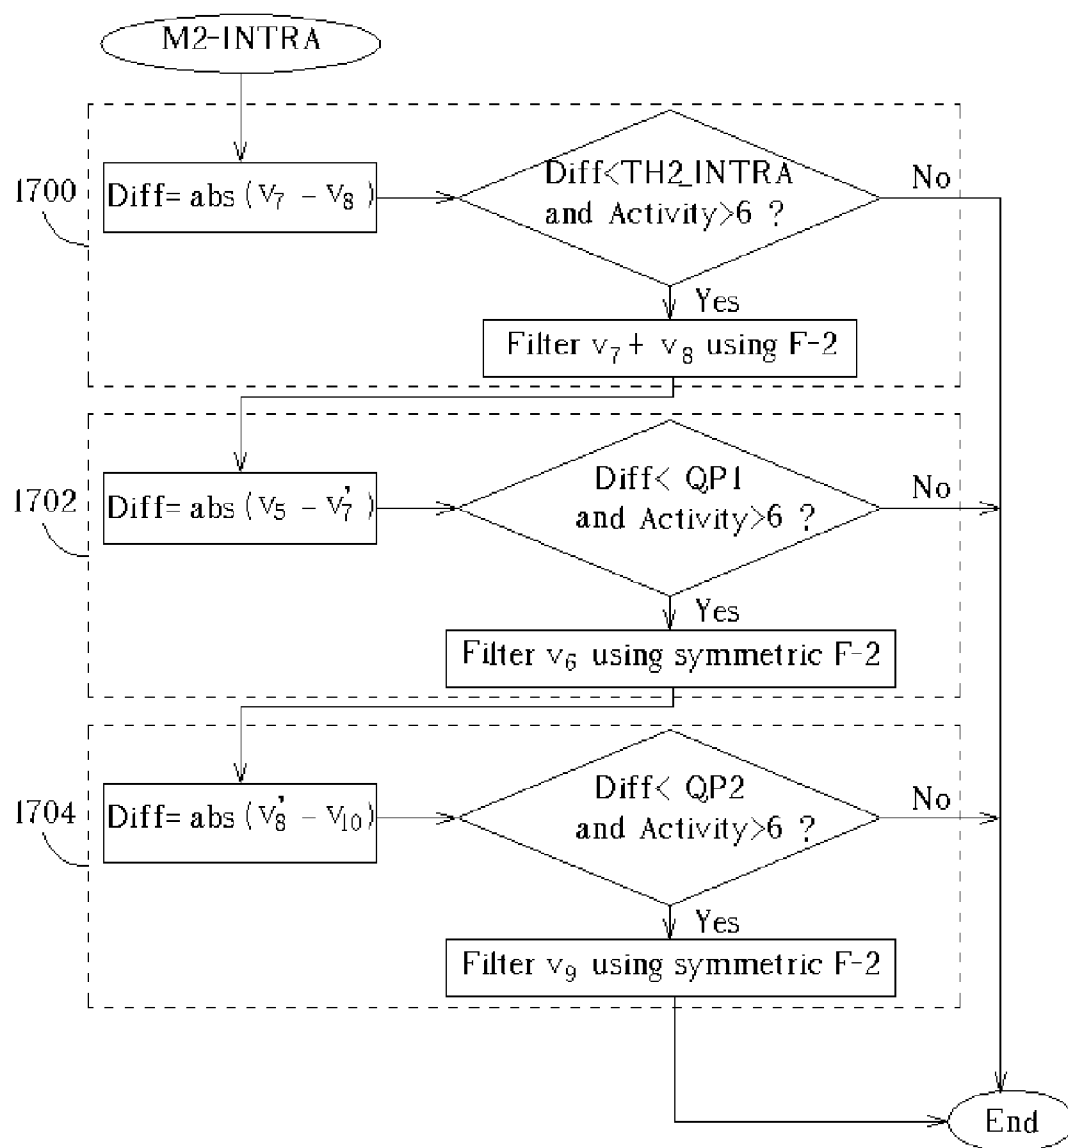 M2-INTRA
1700
Diff= abs (v₇ - v₈)
Diff<TH2_INTRA
and Activity>6 ?
No
Yes
Filter v₇ + v₈ using F-2
1702
Diff= abs (v₅ - v₇')
Diff< QP1
and Activity>6 ?
No
Yes
Filter v₆ using symmetric F-2
1704
Diff= abs (v₈' - v₁₀)
Diff< QP2
and Activity>6 ?
No
Yes
Filter v₉ using symmetric F-2
End